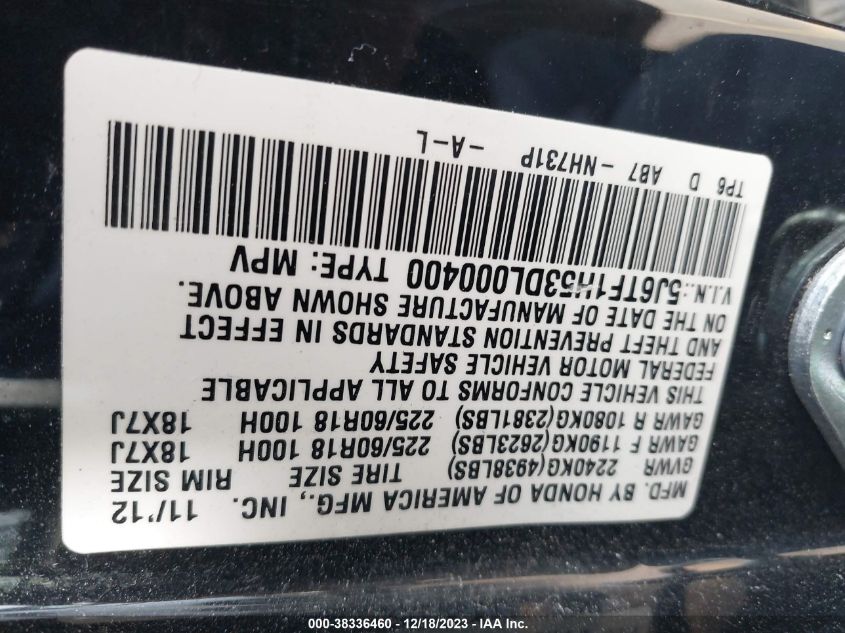 MFD. BY HONDA OF AMERICA MFG., INC. 11/'12
GVWR 2240KG(4938LBS) TIRE SIZE RIM SIZE
GAWR F 1190KG(2623LBS) 225/60R18 100H 18X7J
GAWR R 1080KG(2381LBS) 225/60R18 100H 18X7J
THIS VEHICLE CONFORMS TO ALL APPLICABLE
FEDERAL MOTOR VEHICLE SAFETY
AND THEFT PREVENTION STANDARDS IN EFFECT
ON THE DATE OF MANUFACTURE SHOWN ABOVE.
V.I.N.: 5J6TF1H53DL000400 TYPE: MPV
TP6 D AB7 -NH731P -A-L
000-38336460 - 12/18/2023 - IAA Inc.